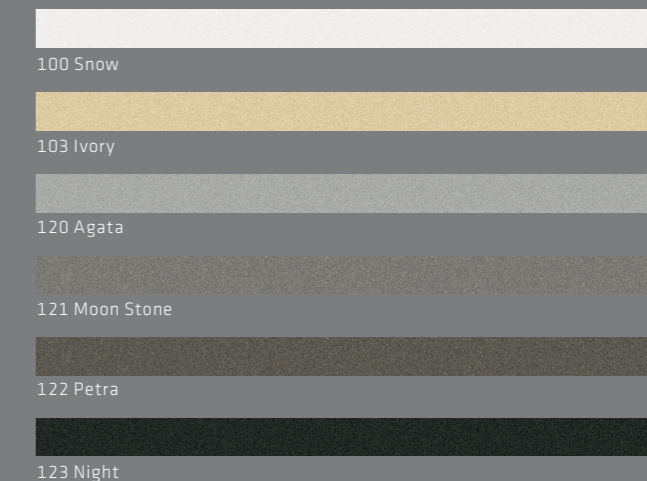 100 Snow
103 Ivory
120 Agata
121 Moon Stone
122 Petra
123 Night